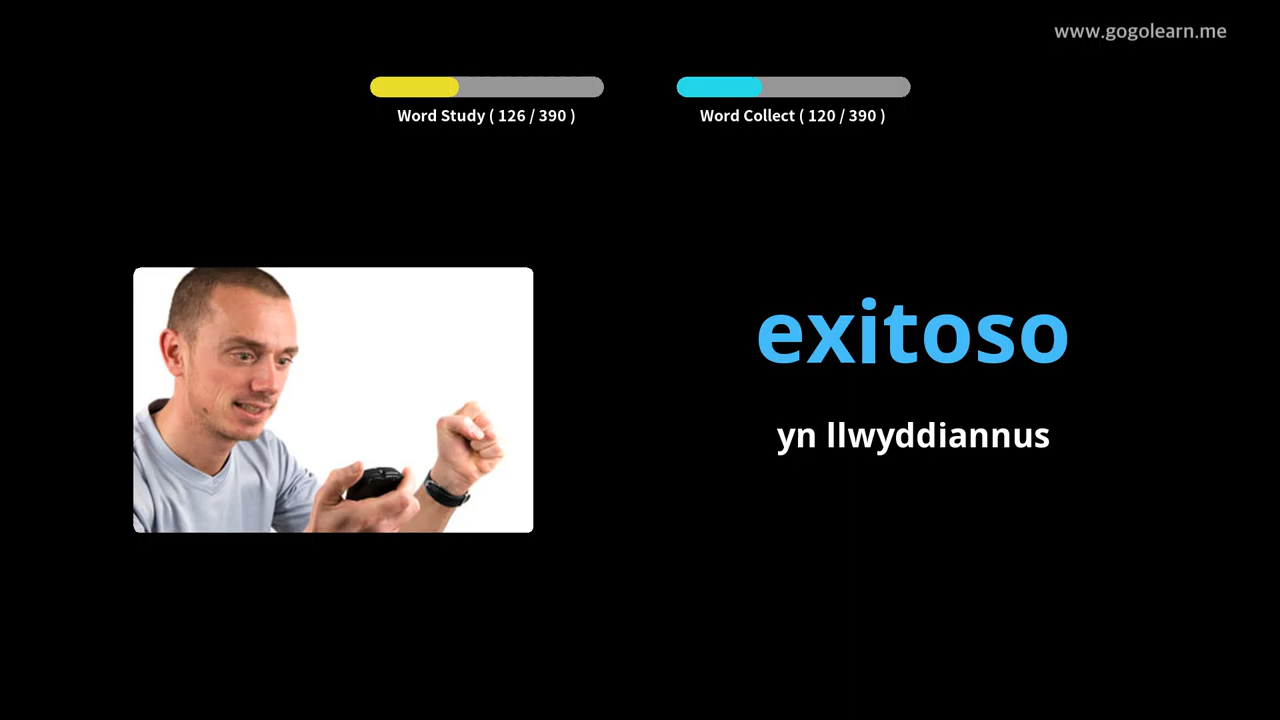 www.gogolearn.me
Word Study ( 126 / 390 )
Word Collect ( 120 / 390 )
exitoso
yn llwyddiannus